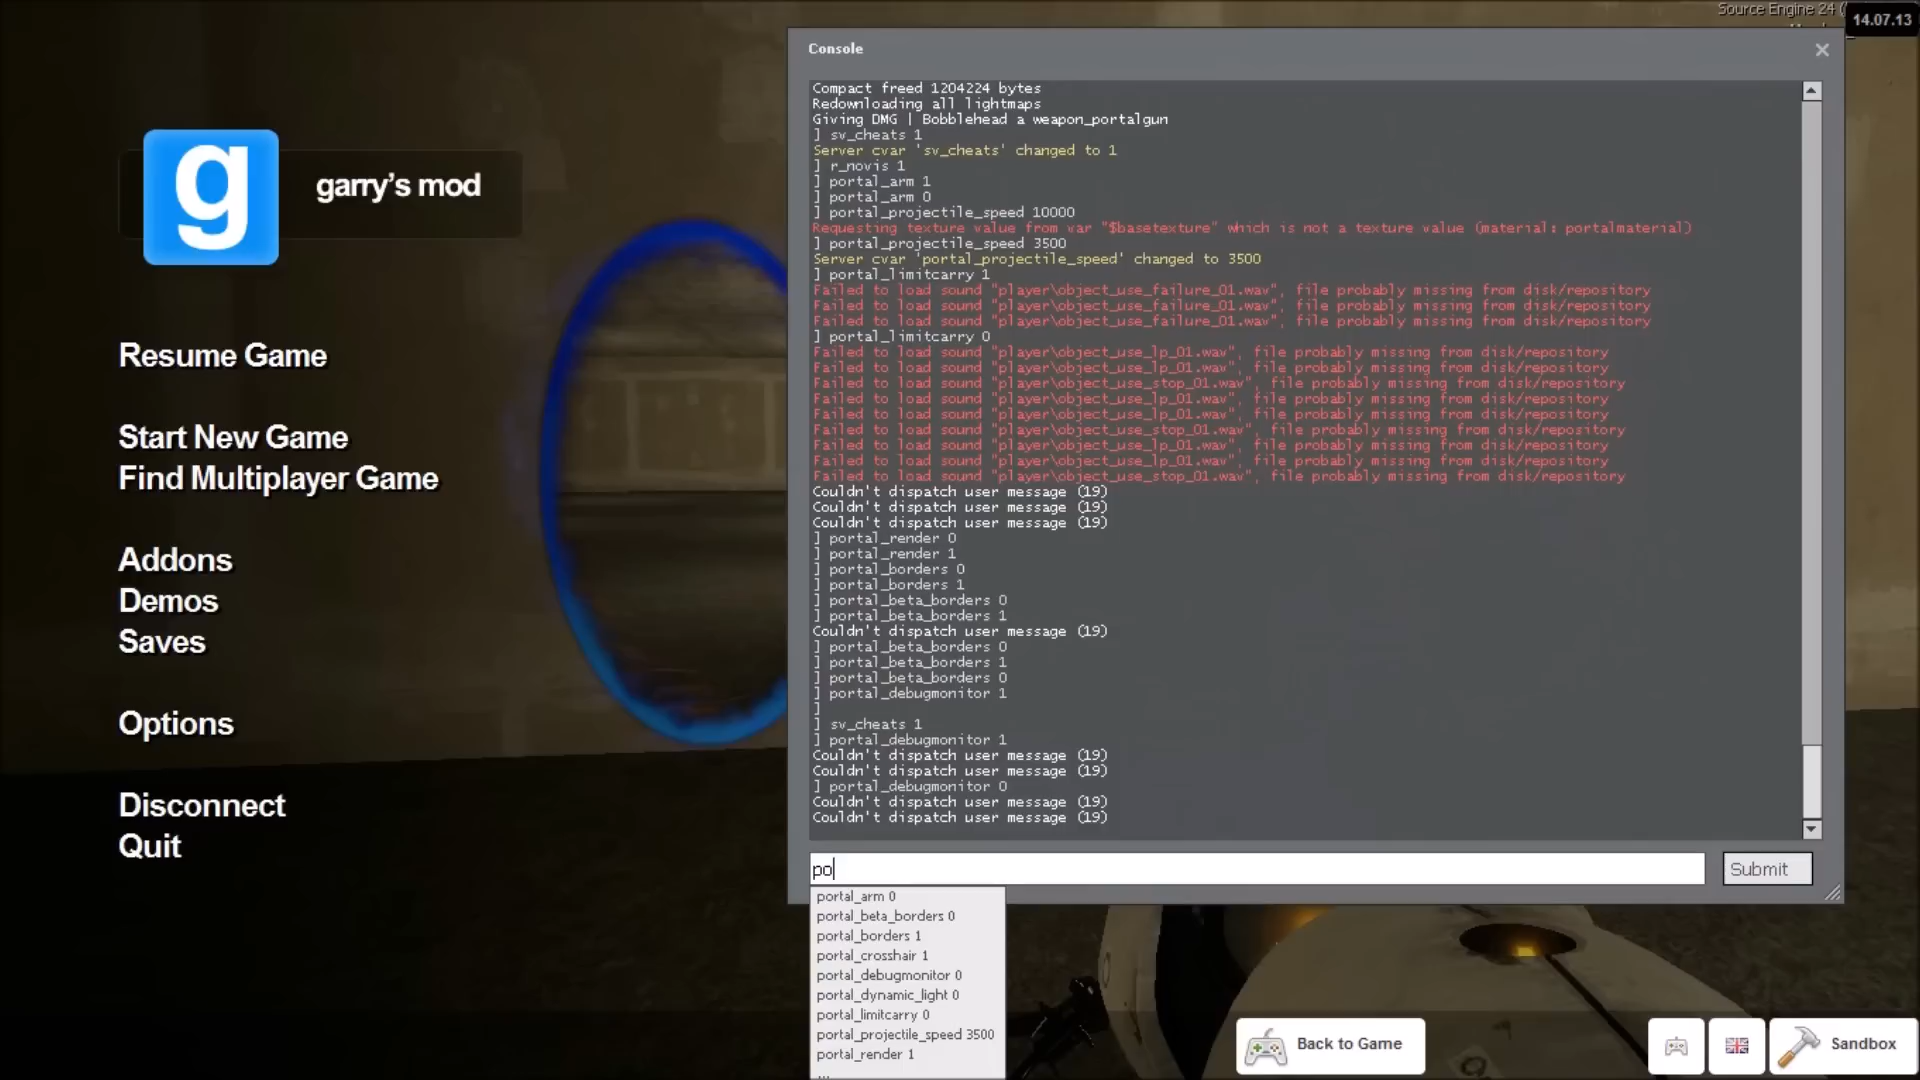 Source Engine 24 (
14.07.13
Console
Compact freed 1204224 bytes
Redownloading all lightmaps
Giving DMG | Bobblehead a weapon_portalgun
] sv_cheats 1
Server cvar 'sv_cheats' changed to 1
] r_novis 1
] portal_arm 1
] portal_arm 0
] portal_projectile_speed 10000
Requesting texture value from var "$basetexture" which is not a texture value (material: portalmaterial)
] portal_projectile_speed 3500
Server cvar 'portal_projectile_speed' changed to 3500
] portal_limitcarry 1
Failed to load sound "player\object_use_failure_01.wav", file probably missing from disk/repository
Failed to load sound "player\object_use_failure_01.wav", file probably missing from disk/repository
Failed to load sound "player\object_use_failure_01.wav", file probably missing from disk/repository
] portal_limitcarry 0
Failed to load sound "player\object_use_lp_01.wav", file probably missing from disk/repository
Failed to load sound "player\object_use_lp_01.wav", file probably missing from disk/repository
Failed to load sound "player\object_use_stop_01.wav", file probably missing from disk/repository
Failed to load sound "player\object_use_lp_01.wav", file probably missing from disk/repository
Failed to load sound "player\object_use_lp_01.wav", file probably missing from disk/repository
Failed to load sound "player\object_use_stop_01.wav", file probably missing from disk/repository
Failed to load sound "player\object_use_lp_01.wav", file probably missing from disk/repository
Failed to load sound "player\object_use_lp_01.wav", file probably missing from disk/repository
Failed to load sound "player\object_use_stop_01.wav", file probably missing from disk/repository
Couldn't dispatch user message (19)
Couldn't dispatch user message (19)
Couldn't dispatch user message (19)
] portal_render 0
] portal_render 1
] portal_borders 0
] portal_borders 1
] portal_beta_borders 0
] portal_beta_borders 1
Couldn't dispatch user message (19)
] portal_beta_borders 0
] portal_beta_borders 1
] portal_beta_borders 0
] portal_debugmonitor 1
]
] sv_cheats 1
] portal_debugmonitor 1
Couldn't dispatch user message (19)
Couldn't dispatch user message (19)
] portal_debugmonitor 0
Couldn't dispatch user message (19)
Couldn't dispatch user message (19)
po
Submit
portal_arm 0
portal_beta_borders 0
portal_borders 1
portal_crosshair 1
portal_debugmonitor 0
portal_dynamic_light 0
portal_limitcarry 0
portal_projectile_speed 3500
portal_render 1
...
g
garry's mod
Resume Game
Start New Game
Find Multiplayer Game
Addons
Demos
Saves
Options
Disconnect
Quit
Back to Game
Sandbox